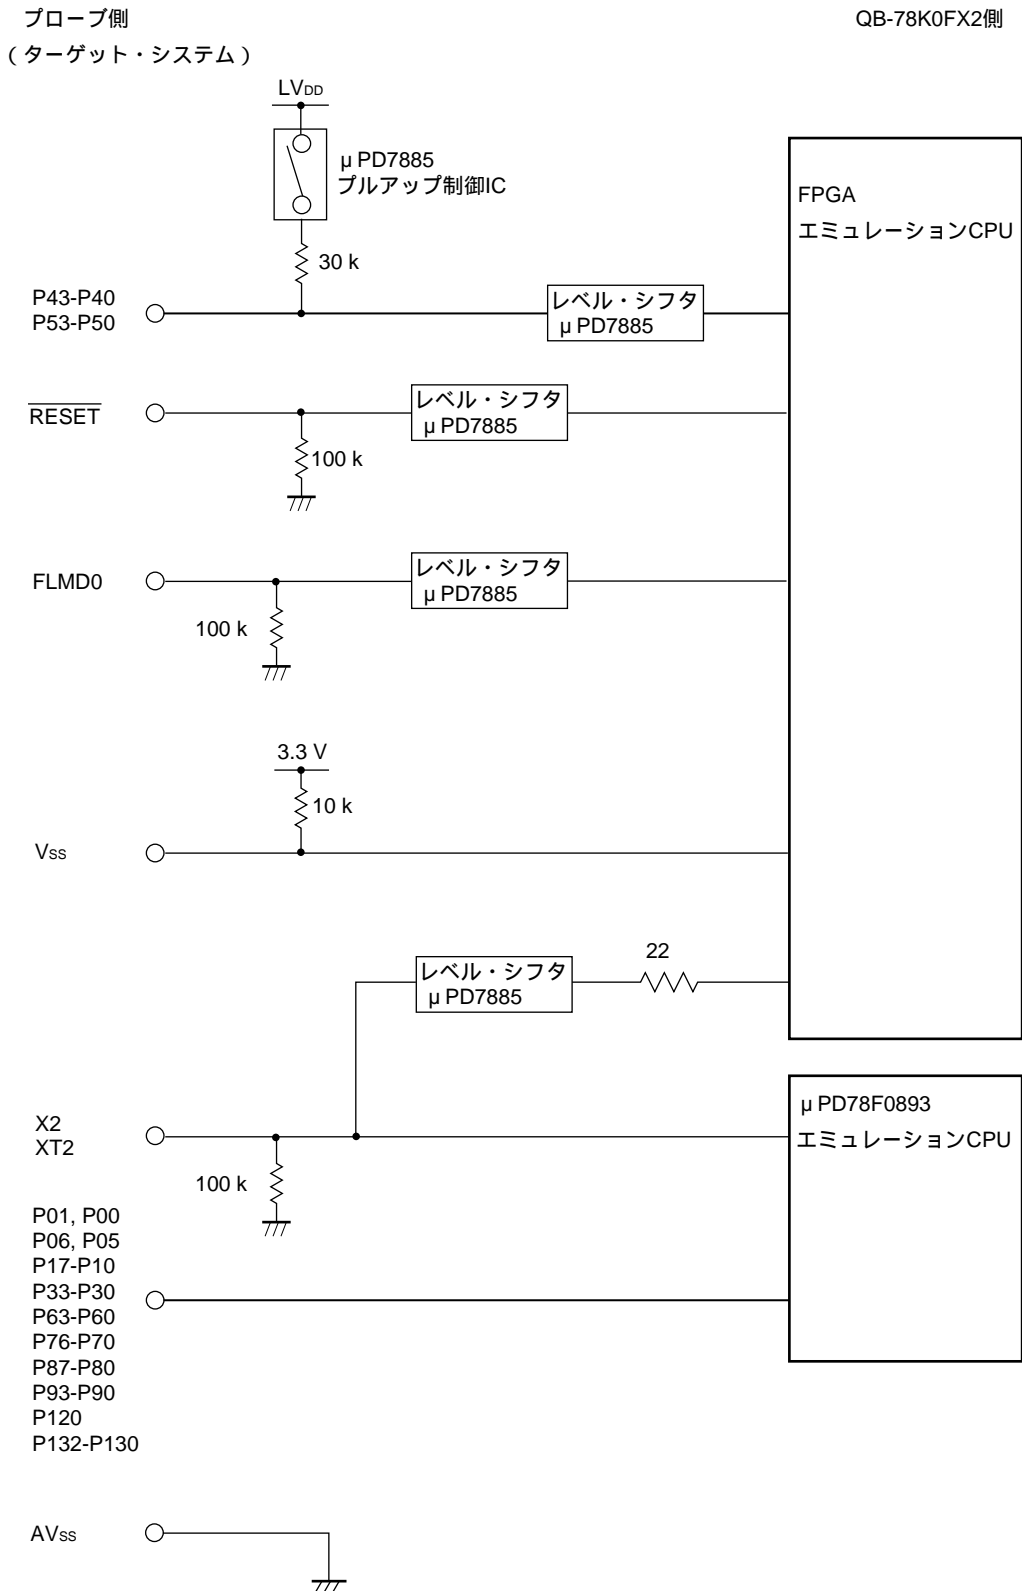 プローブ側
QB-78K0FX2側
（ターゲット・システム）
LVDD
μPD7885
プルアップ制御IC
FPGA
エミュレーションCPU
30 k
P43-P40
P53-P50
レベル・シフタ
μPD7885
RESET
レベル・シフタ
μPD7885
100 k
FLMD0
レベル・シフタ
μPD7885
100 k
3.3 V
10 k
VSS
22
レベル・シフタ
μPD7885
μPD78F0893
エミュレーションCPU
X2
XT2
100 k
P01, P00
P06, P05
P17-P10
P33-P30
P63-P60
P76-P70
P87-P80
P93-P90
P120
P132-P130
AVSS